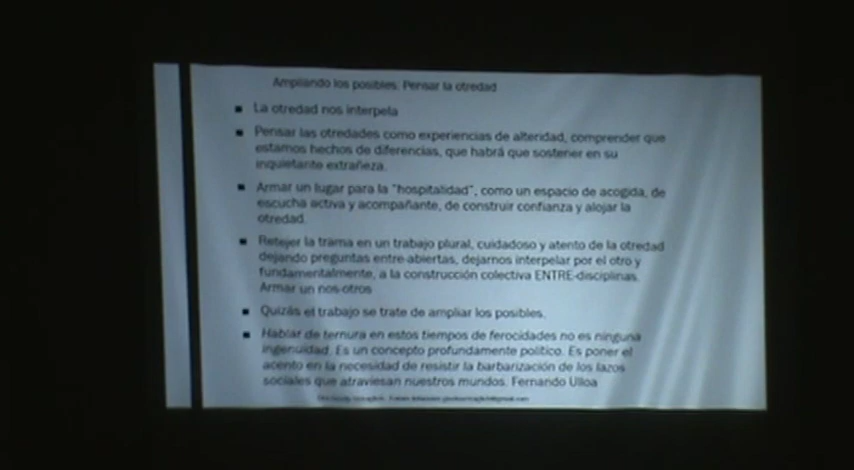 Ampliando los posibles. Pensar la otredad
La otredad nos interpela
Pensar las otredades como experiencias de alteridad, comprender que
estamos hechos de diferencias, que habrá que sostener en su
inquietante extrañeza.
Armar un lugar para la "hospitalidad", como un espacio de acogida, de
escucha activa y acompañante, de construir confianza y alojar la
otredad.
Retejer la trama en un trabajo plural, cuidadoso y atento de la otredad
dejando preguntas entre-abiertas, dejarnos interpelar por el otro y
fundamentalmente, a la construcción colectiva ENTRE-disciplinas.
Armar un nos-otros
Quizás el trabajo se trate de ampliar los posibles.
Hablar de ternura en estos tiempos de ferocidades no es ninguna
ingenuidad. Es un concepto profundamente político. Es poner el
acento en la necesidad de resistir la barbarización de los lazos
sociales que atraviesan nuestros mundos. Fernando Ulloa